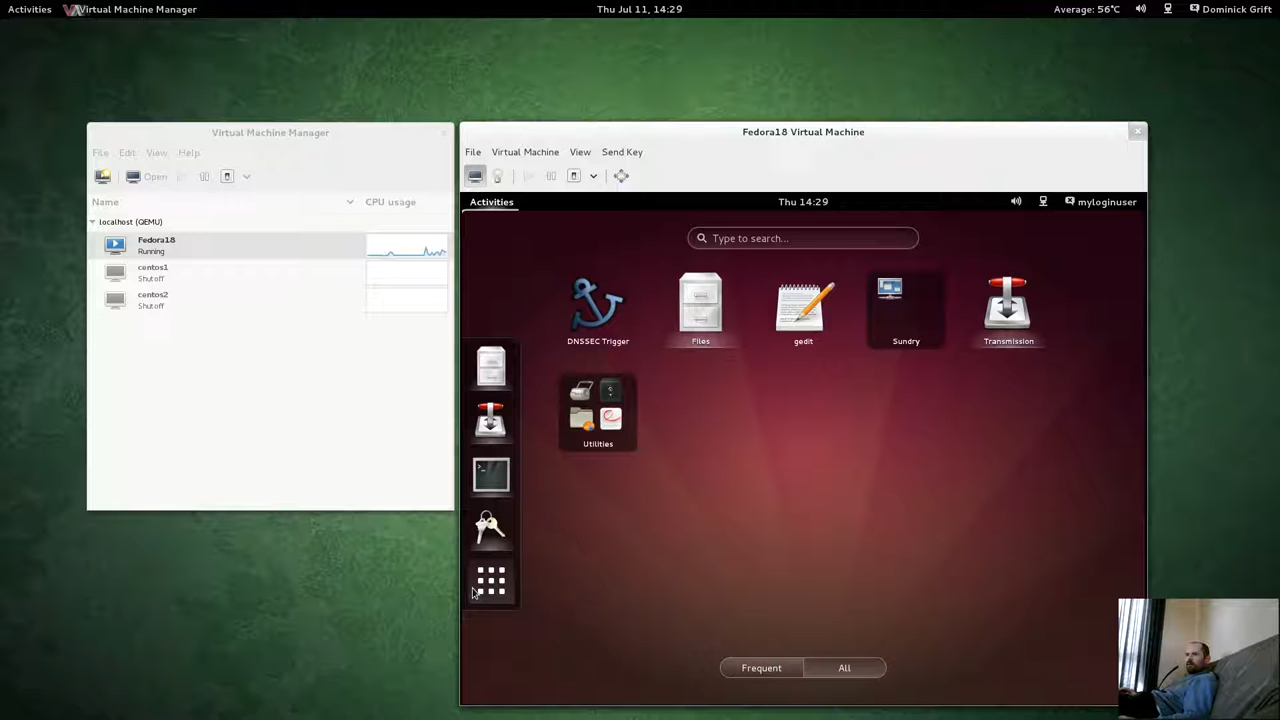 Activities Virtual Machine Manager Thu Jul 11, 14:29 Average: 56°C Dominick Grift
Virtual Machine Manager
File Edit View Help
Open
Name CPU usage
localhost (QEMU)
Fedora18
Running
centos1
Shutoff
centos2
Shutoff
Fedora18 Virtual Machine
File Virtual Machine View Send Key
Activities Thu 14:29 myloginuser
Type to search...
DNSSEC Trigger Files gedit Sundry Transmission
Utilities
Frequent All